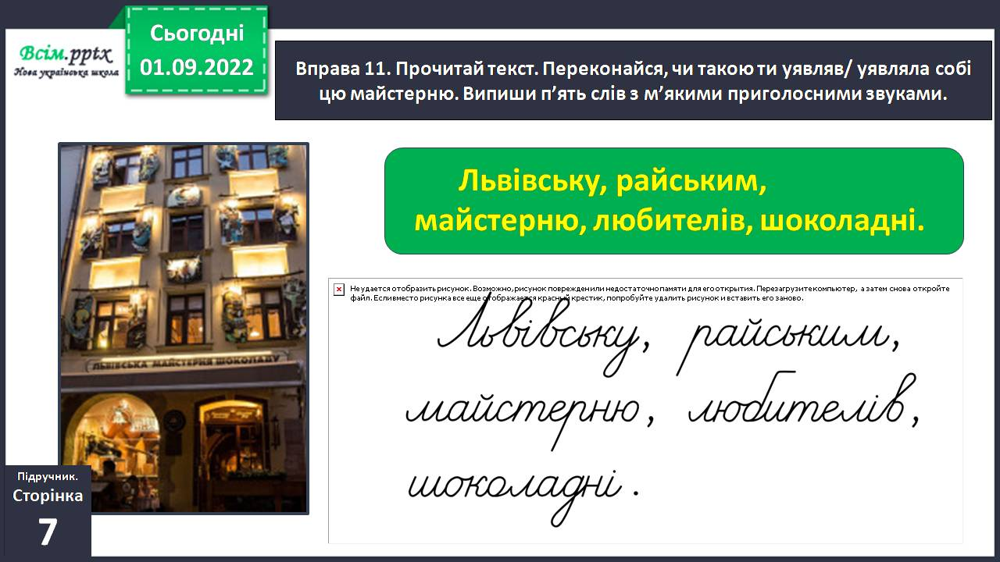 Сьогодні
01.09.2022
Всім.pptx
Нова українська школа
Вправа 11. Прочитай текст. Переконайся, чи такою ти уявляв/ уявляла собі
цю майстерню. Випиши п’ять слів з м’якими приголосними звуками.
Львівську, райським,
майстерню, любителів, шоколадні.
Не удается отобразить рисунок. Возможно, рисунок поврежден или недостаточно памяти для его открытия. Перезагрузите компьютер, а затем снова откройте
файл. Если вместо рисунка все еще отображается красный крестик, попробуйте удалить рисунок и вставить его заново.
Львівську, райським,
майстерню, любителів,
шоколадні.
ЛЬВІВСЬКА МАЙСТЕРНЯ ШОКОЛАДУ
Підручник.
Сторінка
7